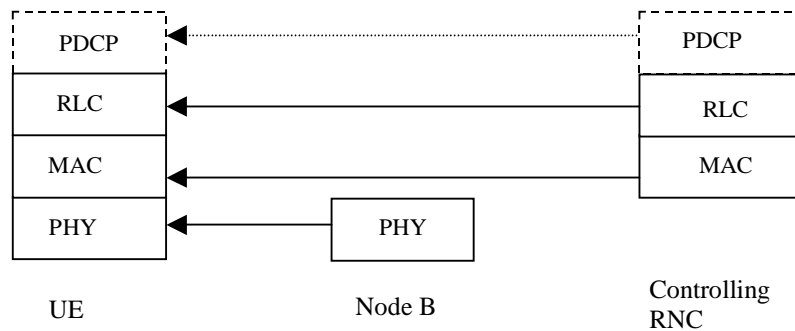 PDCP
PDCP
RLC
RLC
MAC
MAC
PHY
PHY
UE
Node B
Controlling
RNC